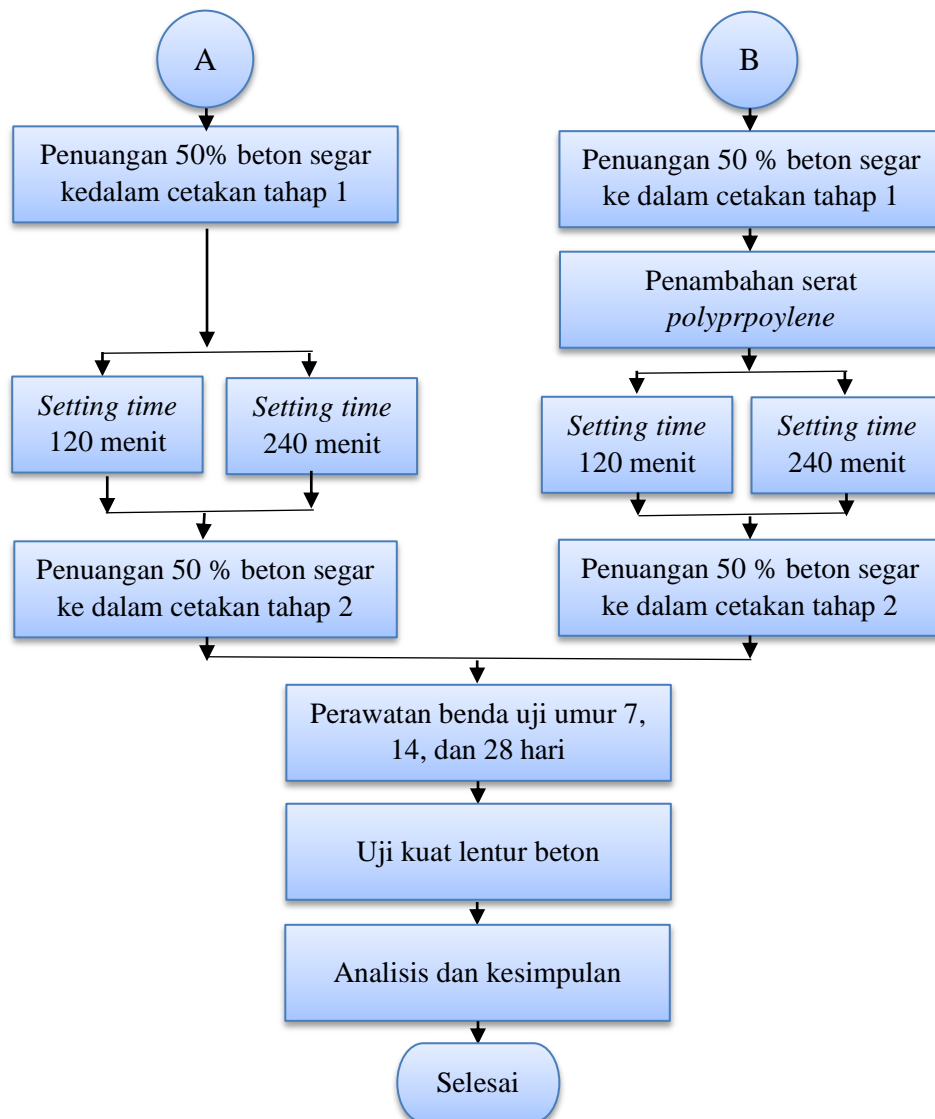 A
B
Penuangan 50% beton segar
kedalam cetakan tahap 1
Penuangan 50 % beton segar
ke dalam cetakan tahap 1
Penambahan serat
polyprpoylene
Setting time
120 menit
Setting time
240 menit
Setting time
120 menit
Setting time
240 menit
Penuangan 50 % beton segar
ke dalam cetakan tahap 2
Penuangan 50 % beton segar
ke dalam cetakan tahap 2
Perawatan benda uji umur 7,
14, dan 28 hari
Uji kuat lentur beton
Analisis dan kesimpulan
Selesai